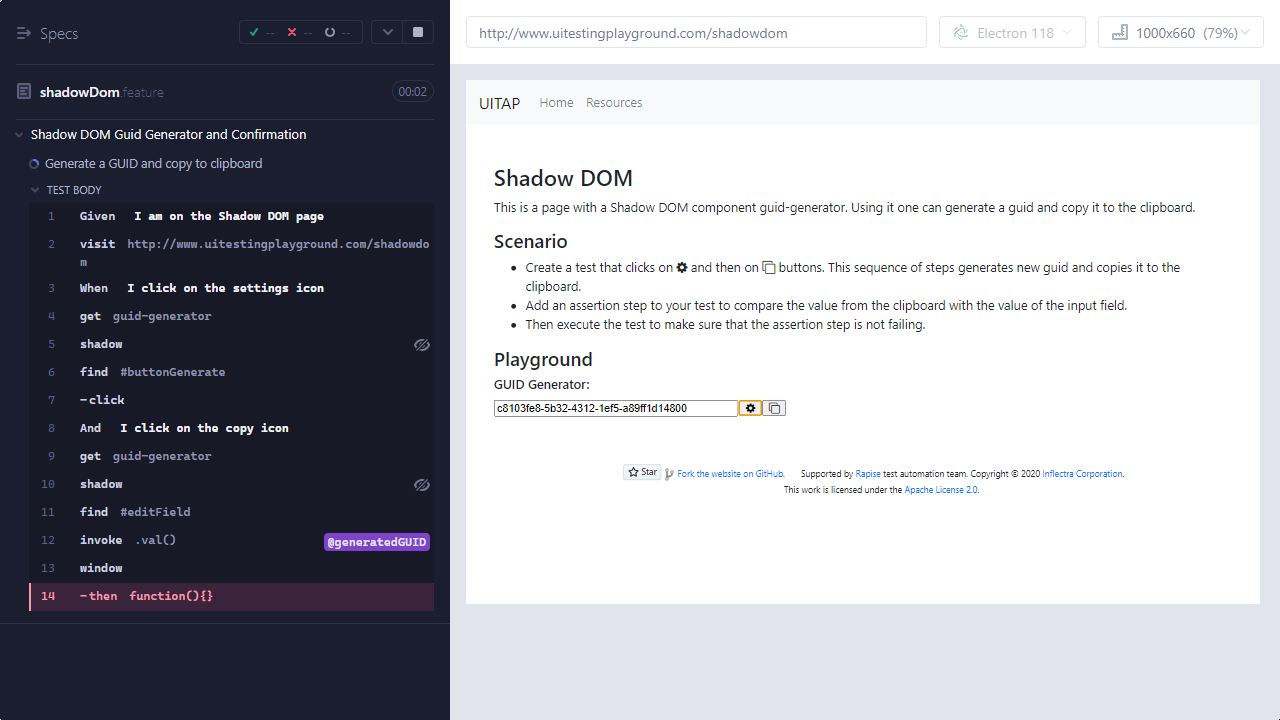 Specs
-- -- --
shadowDom.feature
00:02
Shadow DOM Guid Generator and Confirmation
Generate a GUID and copy to clipboard
TEST BODY
1 Given I am on the Shadow DOM page
2 visit http://www.uitestingplayground.com/shadowdo
m
3 When I click on the settings icon
4 get guid-generator
5 shadow
6 find #buttonGenerate
7 -click
8 And I click on the copy icon
9 get guid-generator
10 shadow
11 find #editField
12 invoke .val() @generatedGUID
13 window
14 -then function(){}
http://www.uitestingplayground.com/shadowdom
Electron 118
1000x660 (79%)
UITAP Home Resources
Shadow DOM
This is a page with a Shadow DOM component guid-generator. Using it one can generate a guid and copy it to the clipboard.
Scenario
• Create a test that clicks on and then on buttons. This sequence of steps generates new guid and copies it to the
clipboard.
• Add an assertion step to your test to compare the value from the clipboard with the value of the input field.
• Then execute the test to make sure that the assertion step is not failing.
Playground
GUID Generator:
c8103fe8-5b32-4312-1ef5-a89ff1d14800
Star Fork the website on GitHub. Supported by Rapise test automation team. Copyright © 2020 Inflectra Corporation.
This work is licensed under the Apache License 2.0.